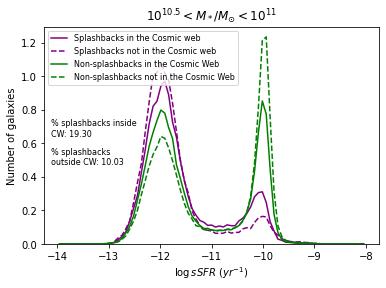 10^10.5 < M_*/M_⊙ < 10^11
Splashbacks in the Cosmic web
Splashbacks not in the Cosmic web
Non-splashbacks in the Cosmic web
Non-splashbacks not in the Cosmic Web
% splashbacks inside
CW: 19.30
% splashbacks
outside CW: 10.03
Number of galaxies
1.2
1.0
0.8
0.6
0.4
0.2
0.0
−14
−13
−12
−11
−10
−9
−8
log sSFR (yr^−1)